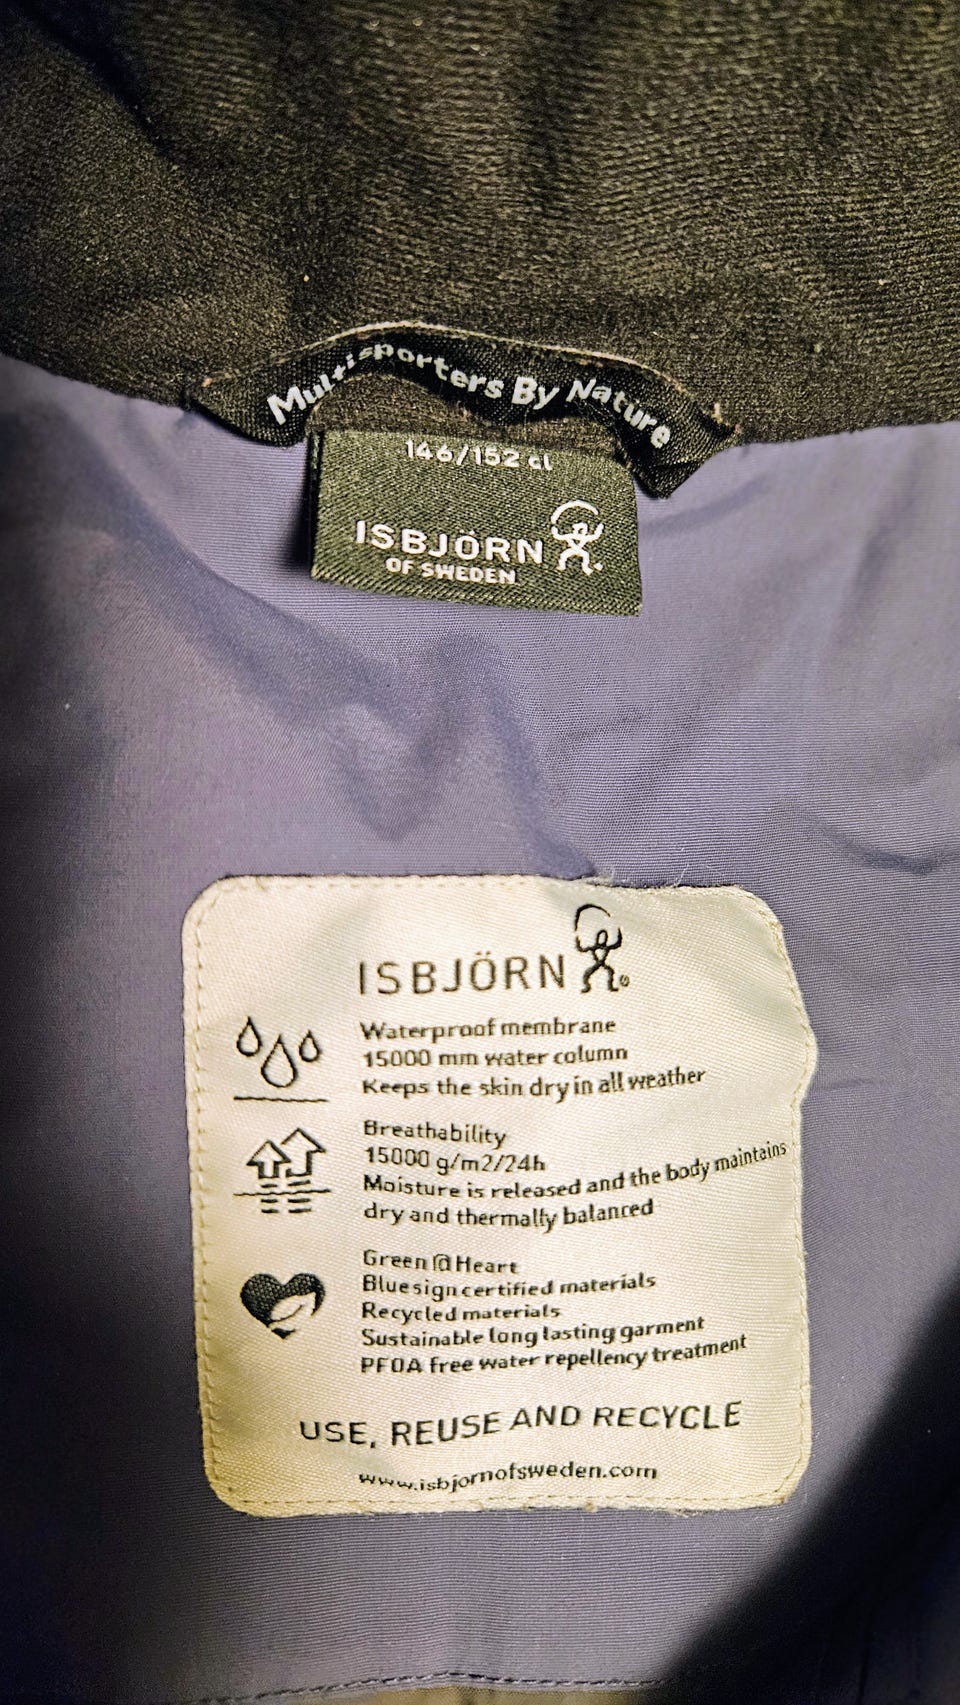 Multisporters By Nature
146/152 cl
ISBJÖRN
OF SWEDEN
ISBJÖRN
Waterproof membrane
15000 mm water column
Keeps the skin dry in all weather
Breathability
15000 g/m2/24h
Moisture is released and the body maintains
dry and thermally balanced
Green@Heart
Bluesign certified materials
Recycled materials
Sustainable long lasting garment
PFOA free water repellency treatment
USE, REUSE AND RECYCLE
www.isbjornofsweden.com